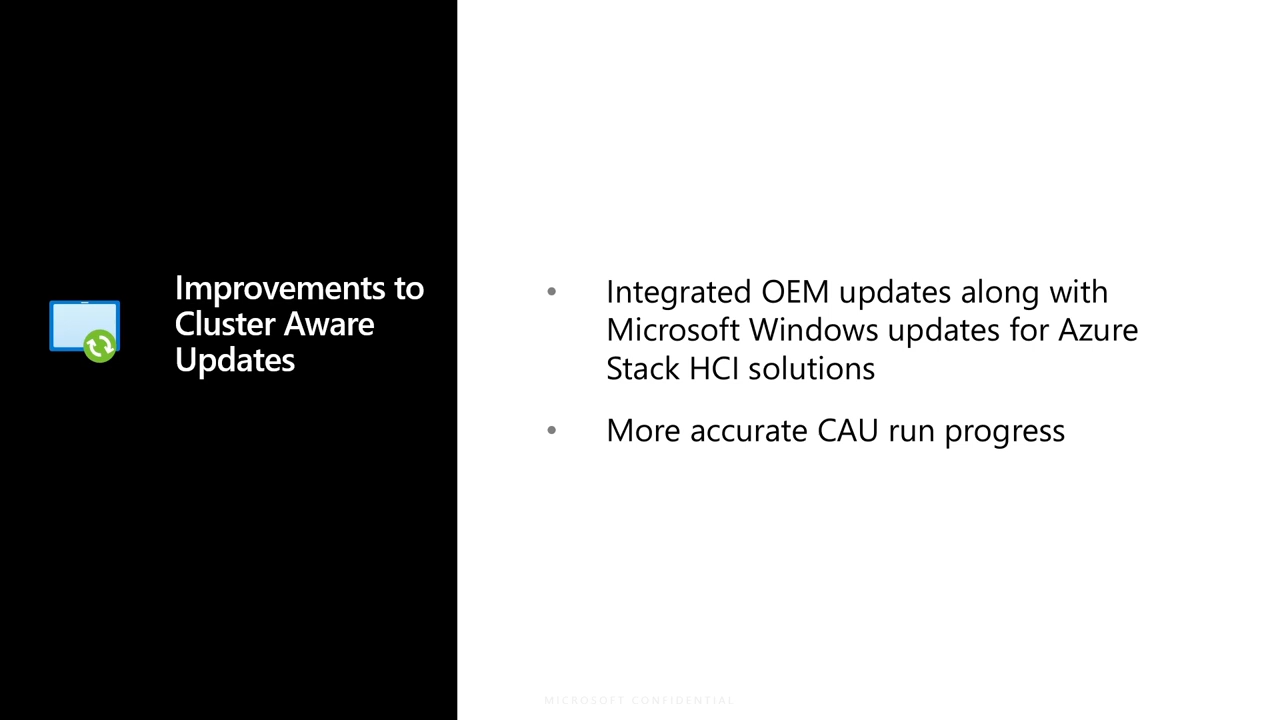 Improvements to
Cluster Aware
Updates
• Integrated OEM updates along with
Microsoft Windows updates for Azure
Stack HCI solutions
• More accurate CAU run progress
MICROSOFT CONFIDENTIAL